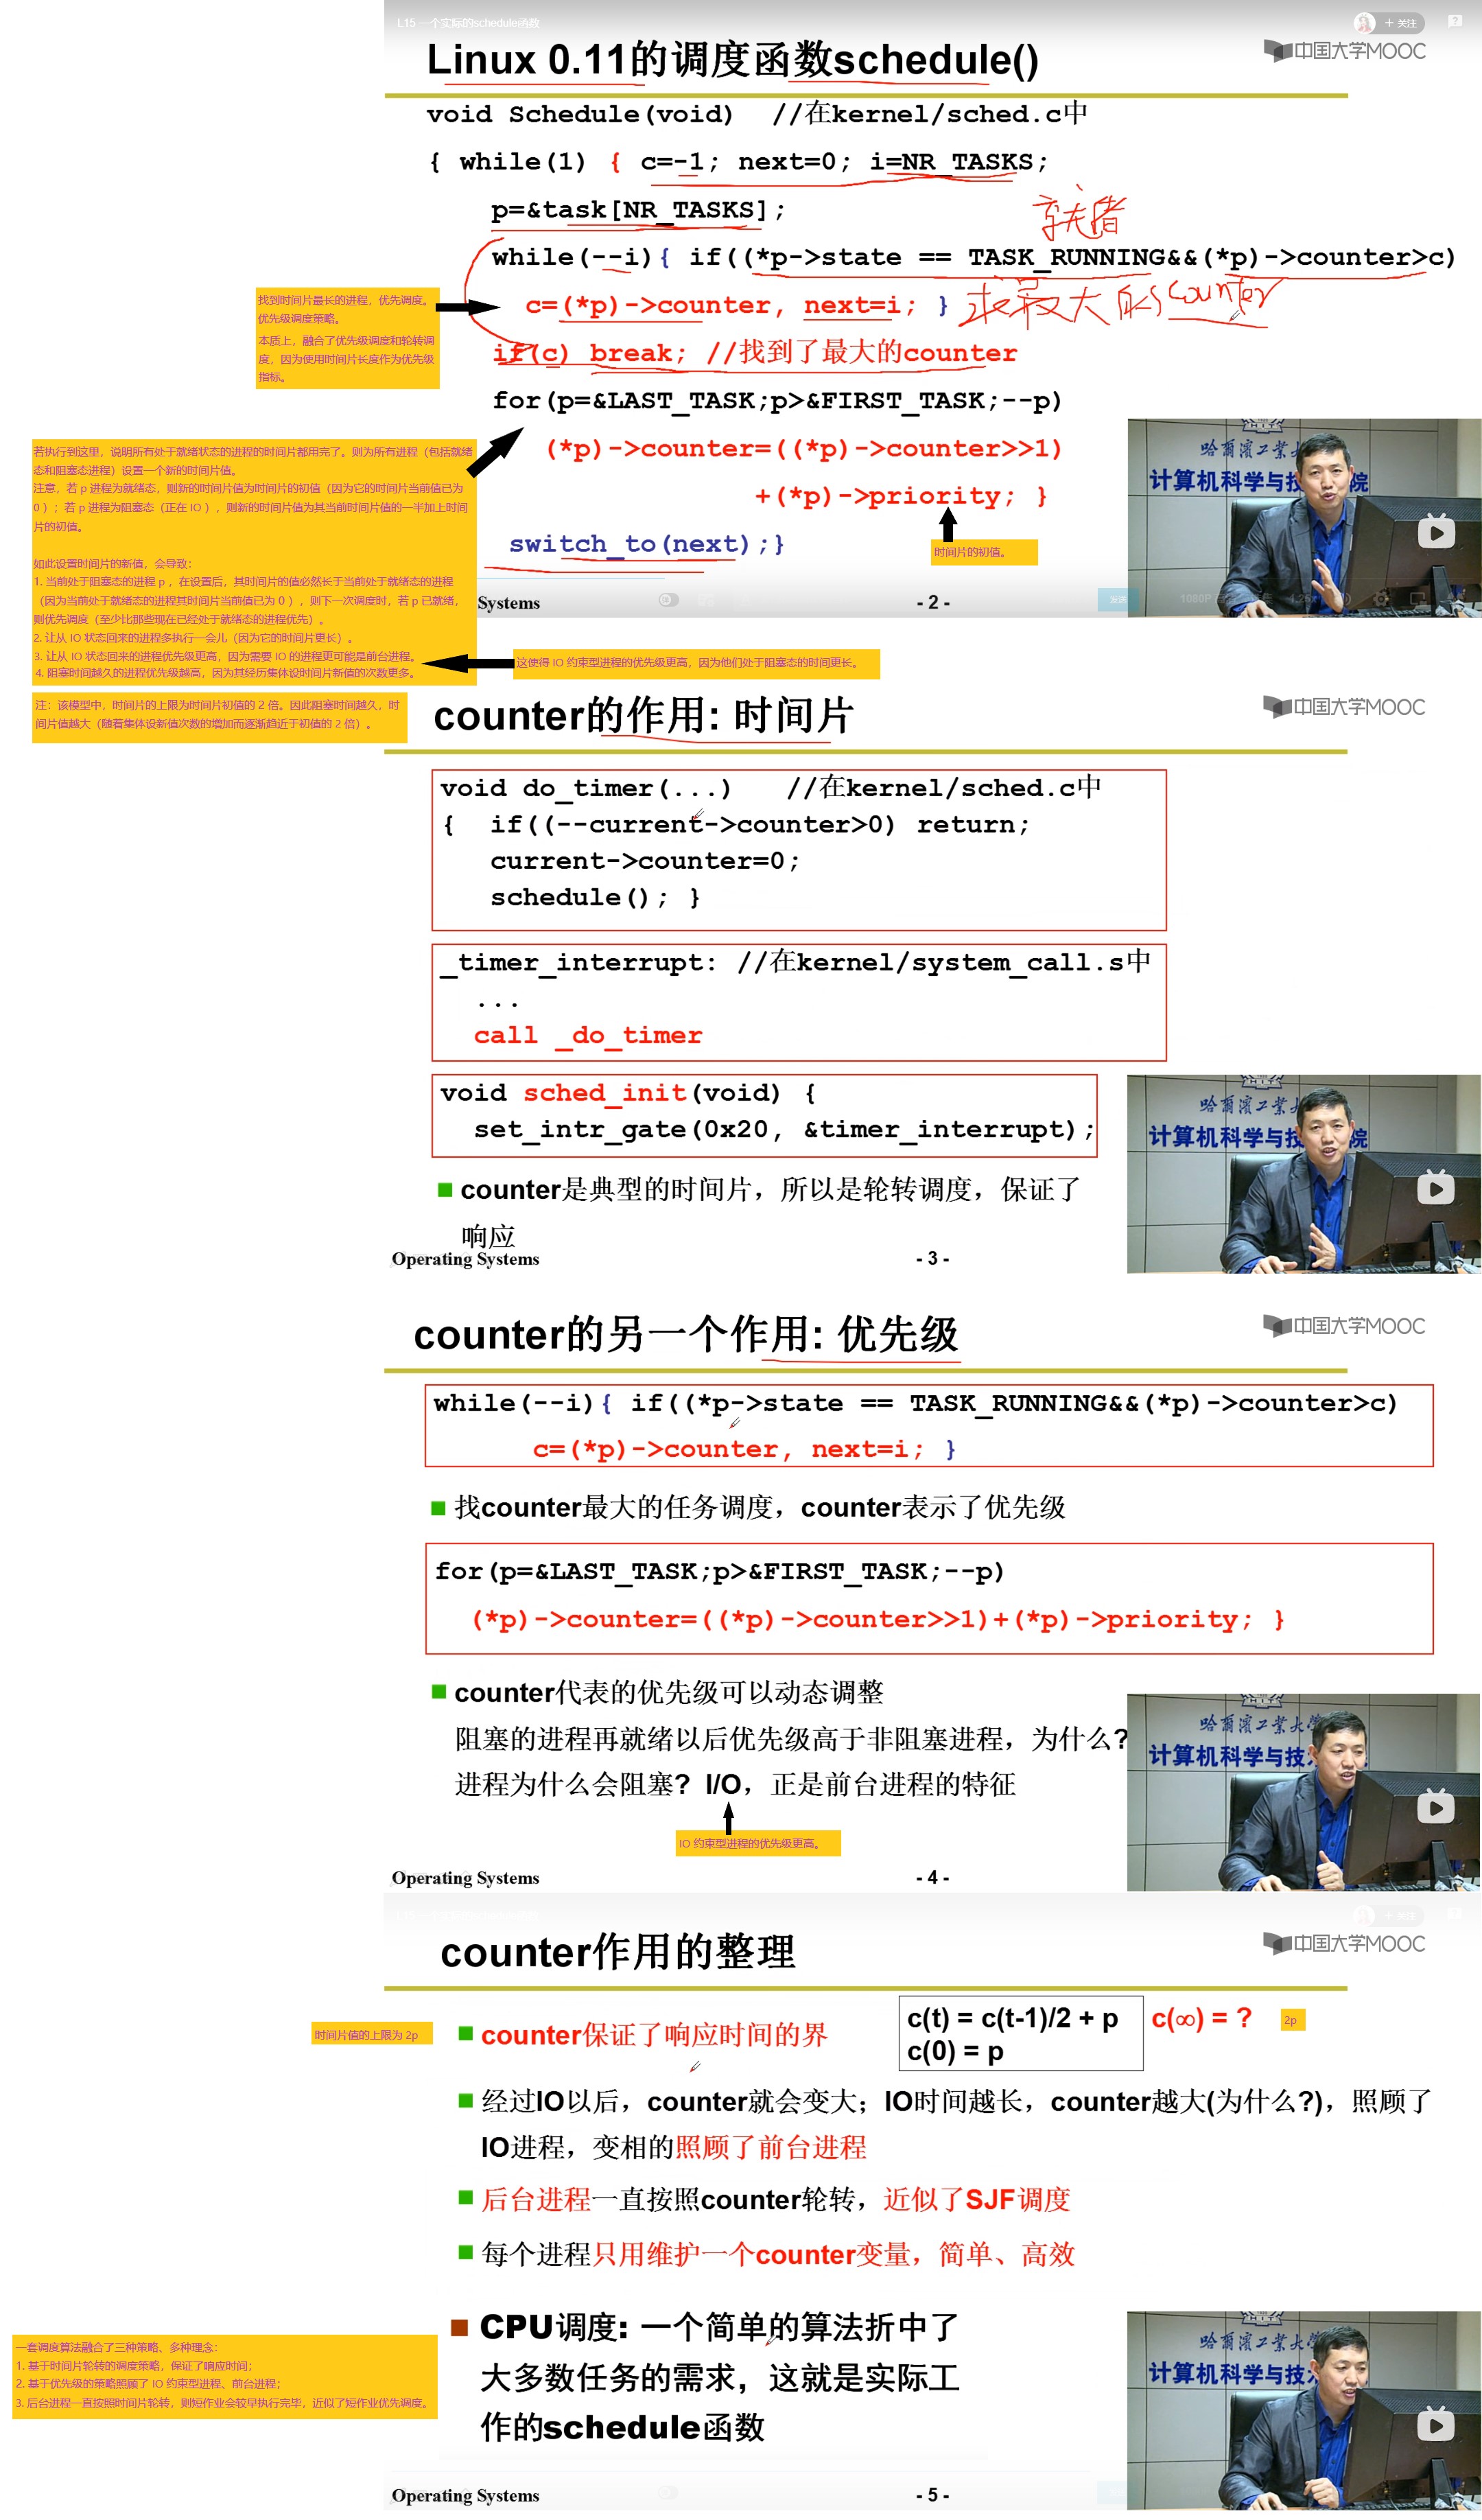 L15 一个实际的schedule函数
+ 关注
Linux 0.11的调度函数schedule()
中国大学MOOC
void Schedule(void) //在kernel/sched.c中
{ while(1) { c=-1; next=0; i=NR_TASKS;
p=&task[NR_TASKS];
while(--i){ if((*p->state == TASK_RUNNING&&(*p)->counter>c)
c=(*p)->counter, next=i; }
求最大的counter
找到时间片最长的进程，优先调度。
优先级调度策略。
本质上，融合了优先级调度和轮转调
度，因为使用时间片长度作为优先级
指标。
if(c) break; //找到了最大的counter
for(p=&LAST_TASK;p>&FIRST_TASK;--p)
(*p)->counter=((*p)->counter>>1)
+(*p)->priority; }
时间片的初值。
switch_to(next);}
若执行到这里，说明所有处于就绪状态的进程的时间片都用完了。则为所有进程（包括就绪
态和阻塞态进程）设置一个新的时间片值。
注意，若 p 进程为就绪态，则新的时间片值为时间片的初值（因为它的时间片当前值已为
0 ）；若 p 进程为阻塞态（正在 IO ），则新的时间片值为其当前时间片值的一半加上时间
片的初值。
如此设置时间片的新值，会导致：
1. 当前处于阻塞态的进程 p ，在设置后，其时间片的值必然长于当前处于就绪态的进程
（因为当前处于就绪态的进程其时间片当前值已为 0 ），则下一次调度时，若 p 已就绪，
则优先调度（至少比那些现在已经处于就绪态的进程优先）。
2. 让从 IO 状态回来的进程多执行一会儿（因为它的时间片更长）。
3. 让从 IO 状态回来的进程优先级更高，因为需要 IO 的进程更可能是前台进程。
4. 阻塞时间越久的进程优先级越高，因为其经历集体设时间片新值的次数更多。
这使得 IO 约束型进程的优先级更高，因为他们处于阻塞态的时间更长。
注：该模型中，时间片的上限为时间片初值的 2 倍。因此阻塞时间越久，时
间片值越大（随着集体设新值次数的增加而逐渐趋近于初值的 2 倍）。
Systems
- 2 -
发送
1080P
哈尔滨工业大
计算机科学与技 院
counter的作用: 时间片
中国大学MOOC
void do_timer(...) //在kernel/sched.c中
{ if((--current->counter>0) return;
current->counter=0;
schedule(); }
_timer_interrupt: //在kernel/system_call.s中
...
call _do_timer
void sched_init(void) {
set_intr_gate(0x20, &timer_interrupt);
counter是典型的时间片，所以是轮转调度，保证了
响应
Operating Systems
- 3 -
哈尔滨工业大
计算机科学与技 院
counter的另一个作用: 优先级
中国大学MOOC
while(--i){ if((*p->state == TASK_RUNNING&&(*p)->counter>c)
c=(*p)->counter, next=i; }
找counter最大的任务调度，counter表示了优先级
for(p=&LAST_TASK;p>&FIRST_TASK;--p)
(*p)->counter=((*p)->counter>>1)+(*p)->priority; }
counter代表的优先级可以动态调整
阻塞的进程再就绪以后优先级高于非阻塞进程，为什么?
进程为什么会阻塞? I/O，正是前台进程的特征
IO 约束型进程的优先级更高。
Operating Systems
- 4 -
哈尔滨工业大学
计算机科学与技
counter作用的整理
中国大学MOOC
时间片值的上限为 2p
counter保证了响应时间的界
c(t) = c(t-1)/2 + p
c(0) = p
c(∞) = ?
2p
经过IO以后，counter就会变大；IO时间越长，counter越大(为什么?)，照顾了
IO进程，变相的照顾了前台进程
后台进程一直按照counter轮转，近似了SJF调度
每个进程只用维护一个counter变量，简单、高效
CPU调度: 一个简单的算法折中了
大多数任务的需求，这就是实际工
作的schedule函数
一套调度算法融合了三种策略、多种理念：
1. 基于时间片轮转的调度策略，保证了响应时间；
2. 基于优先级的策略照顾了 IO 约束型进程、前台进程；
3. 后台进程一直按照时间片轮转，则短作业会较早执行完毕，近似了短作业优先调度。
Operating Systems
- 5 -
哈尔滨工业大学
计算机科学与技